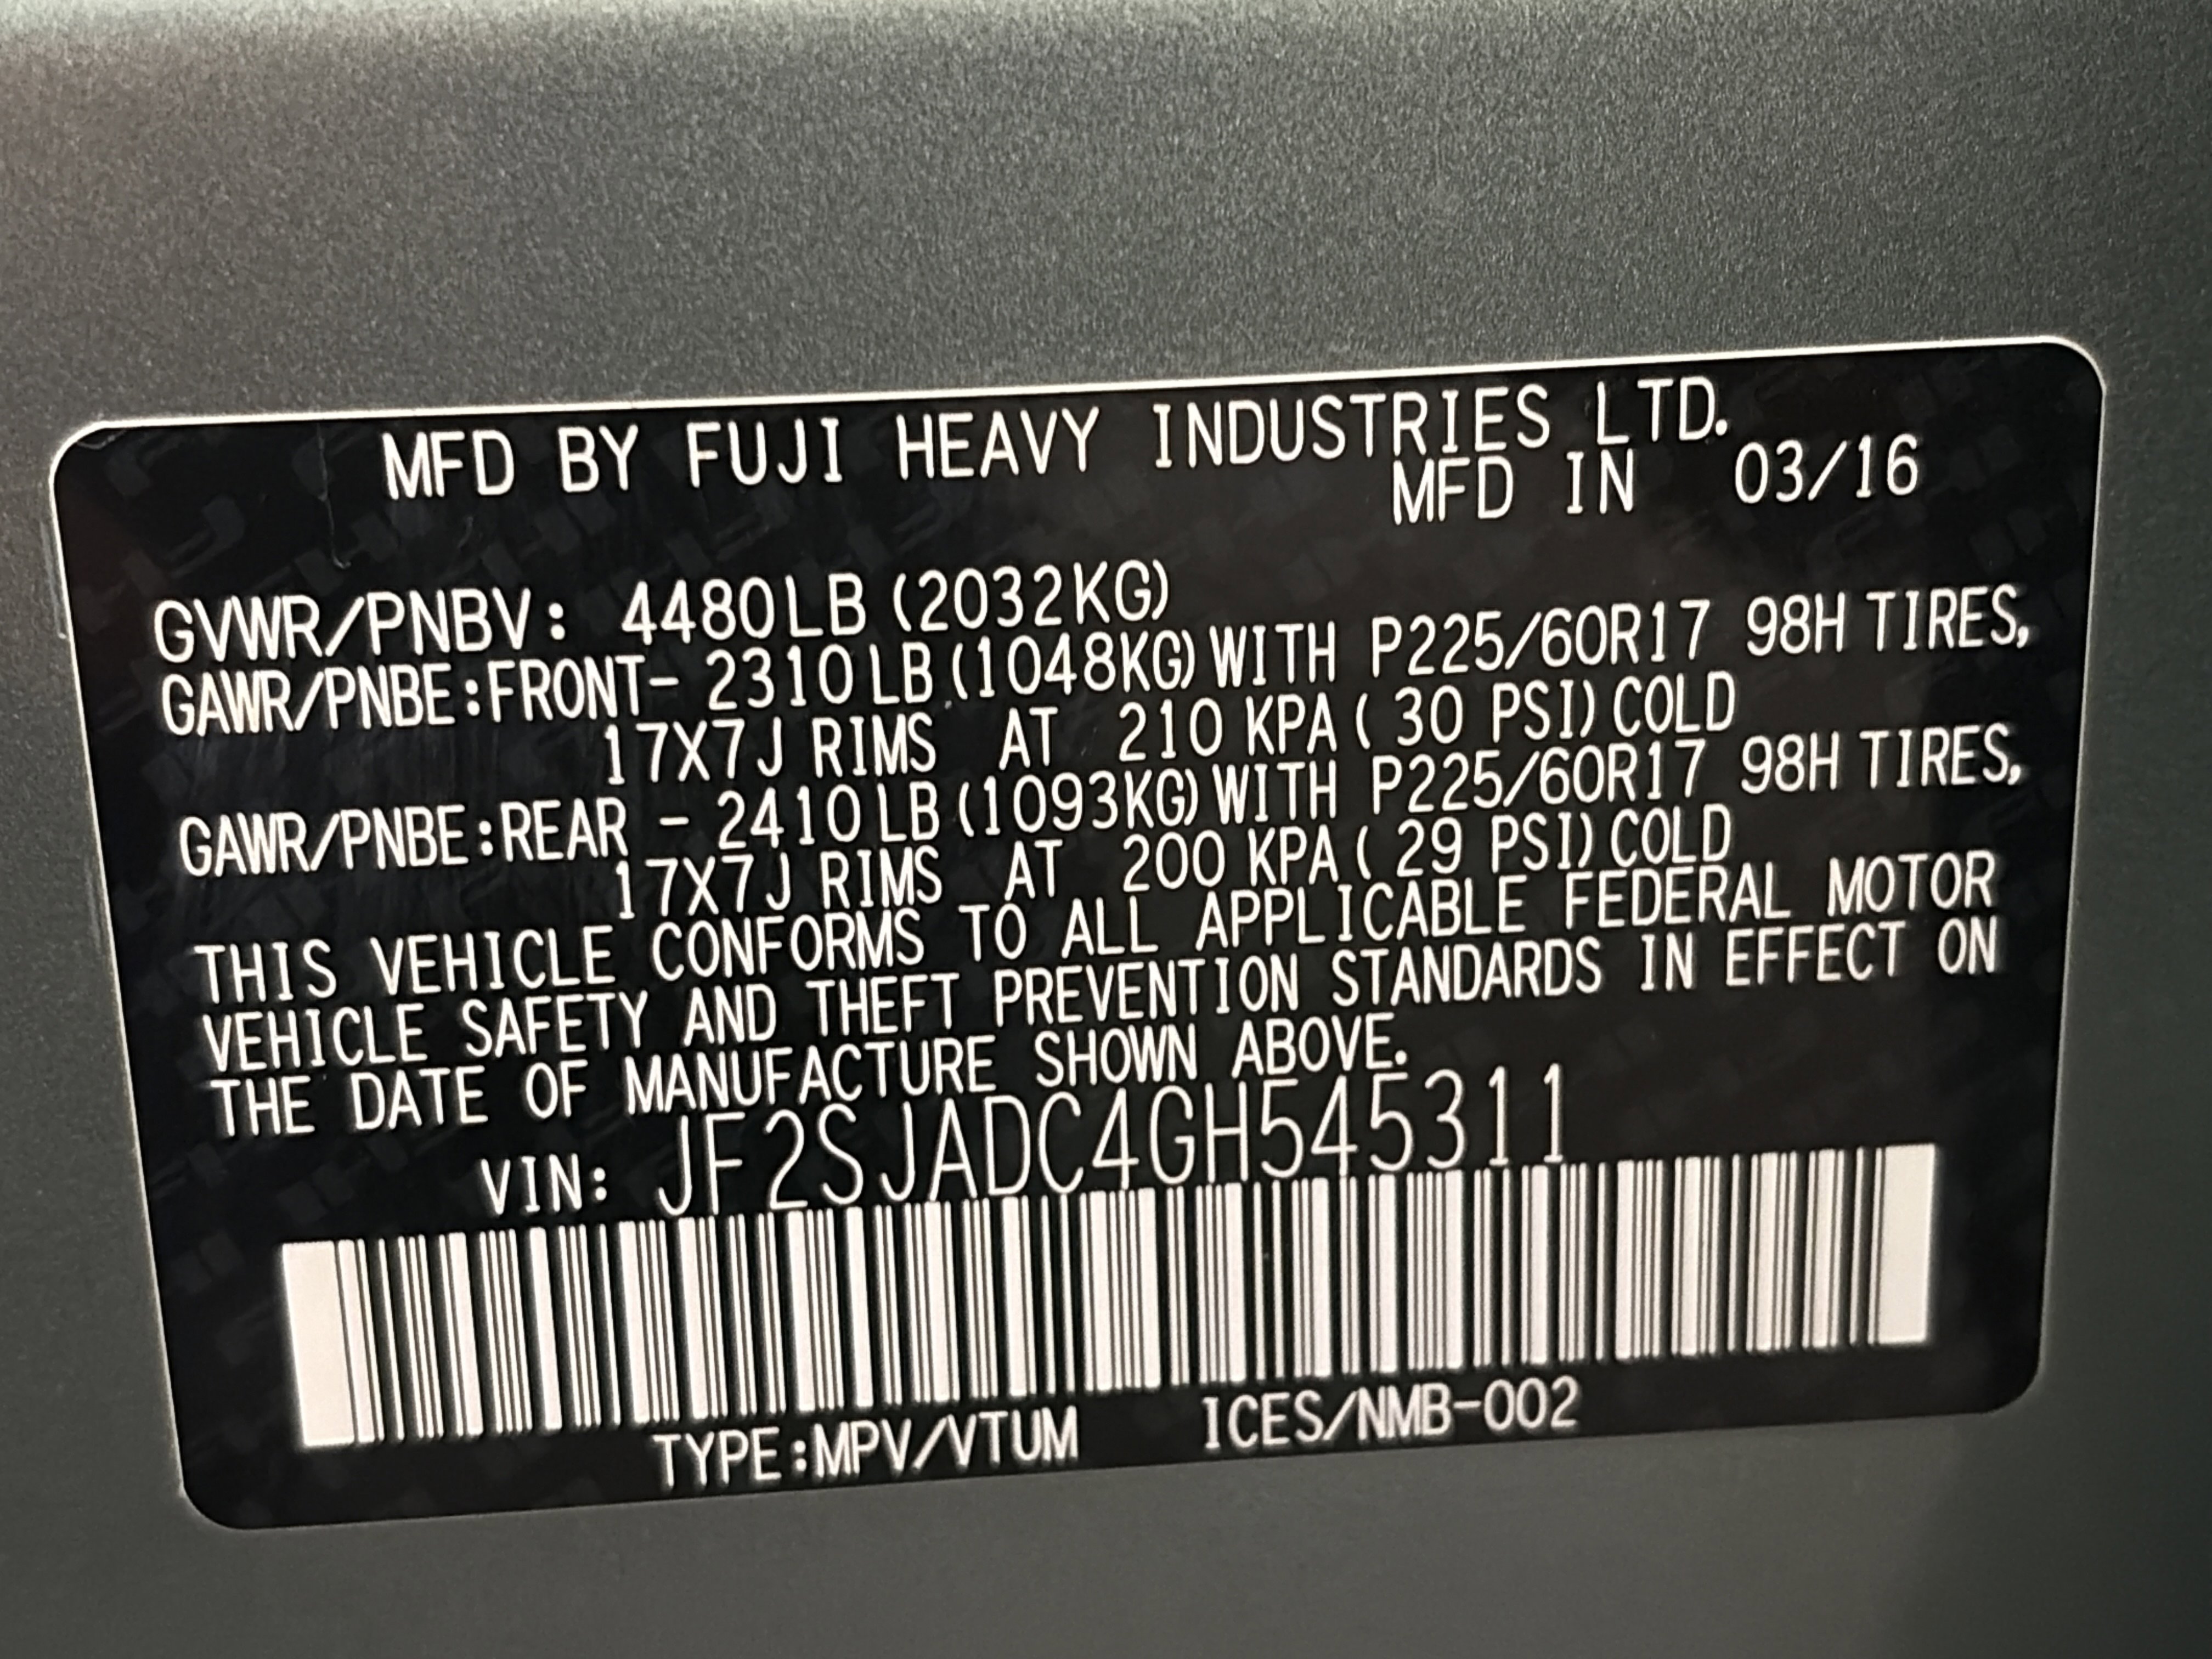 MFD BY FUJI HEAVY INDUSTRIES LTD.
MFD IN 03/16
GVWR/PNBV: 4480LB (2032KG)
GAWR/PNBE:FRONT- 2310LB(1048KG)WITH P225/60R17 98H TIRES,
17X7J RIMS AT 210 KPA( 30 PSI)COLD
GAWR/PNBE:REAR - 2410LB(1093KG)WITH P225/60R17 98H TIRES,
17X7J RIMS AT 200 KPA( 29 PSI)COLD
THIS VEHICLE CONFORMS TO ALL APPLICABLE FEDERAL MOTOR
VEHICLE SAFETY AND THEFT PREVENTION STANDARDS IN EFFECT ON
THE DATE OF MANUFACTURE SHOWN ABOVE.
VIN: JF2SJADC4GH545311
TYPE:MPV/VTUM ICES/NMB-002